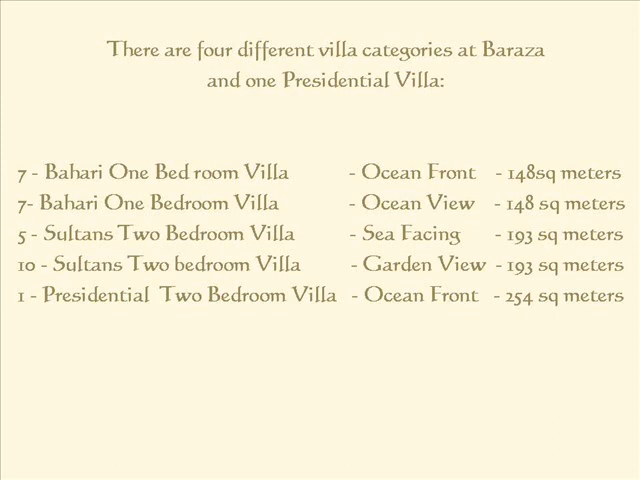 There are four different villa categories at Baraza
and one Presidential Villa:
7 - Bahari One Bed room Villa - Ocean Front - 148sq meters
7- Bahari One Bedroom Villa - Ocean View - 148 sq meters
5 - Sultans Two Bedroom Villa - Sea Facing - 193 sq meters
10 - Sultans Two bedroom Villa - Garden View - 193 sq meters
1 - Presidential Two Bedroom Villa - Ocean Front - 254 sq meters